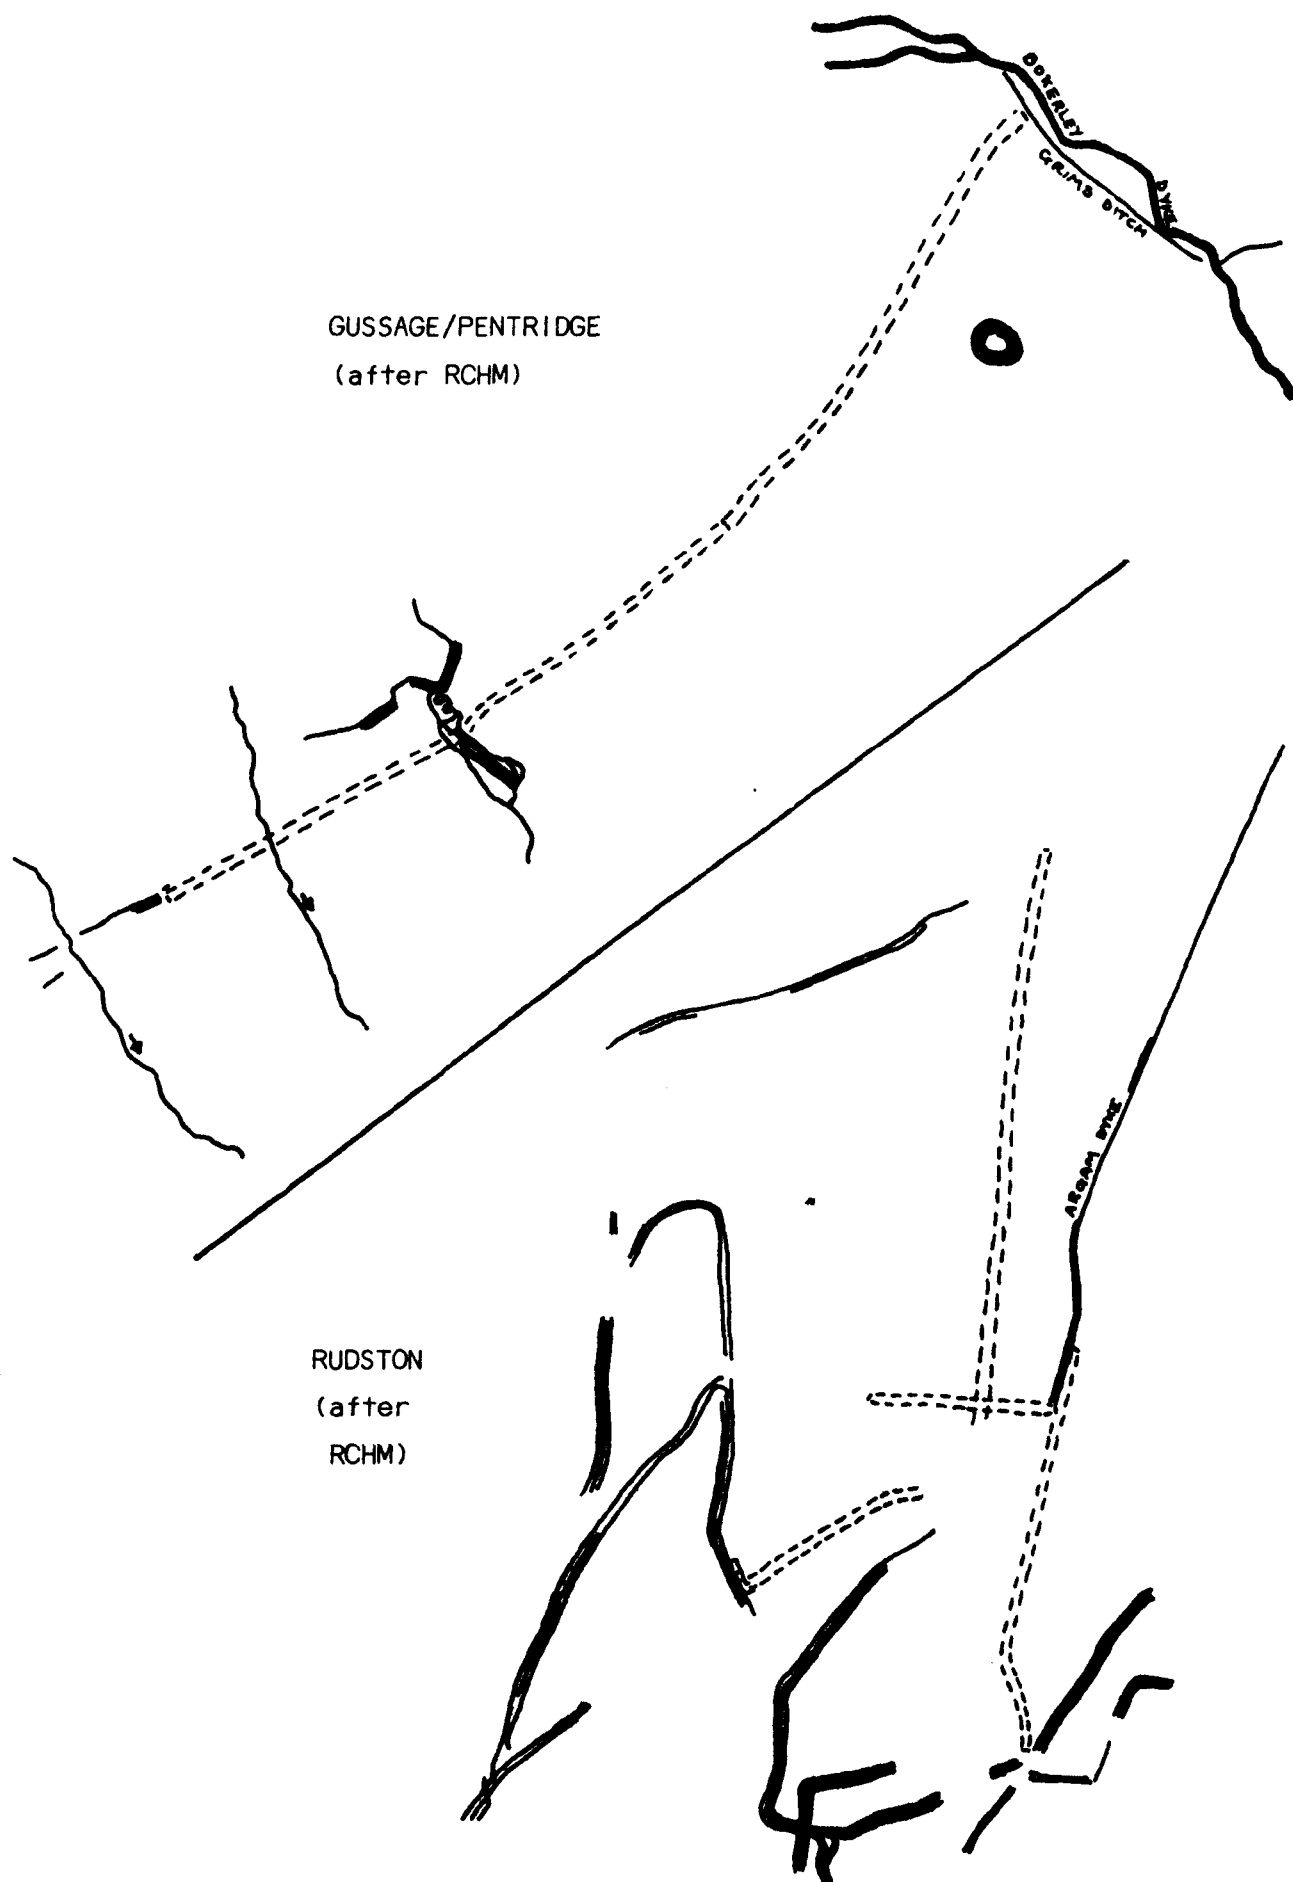 BOKERLEY
DYKE
GRIMS DITCH
GUSSAGE/PENTRIDGE
(after RCHM)
ARGAM DYKE
RUDSTON
(after
RCHM)